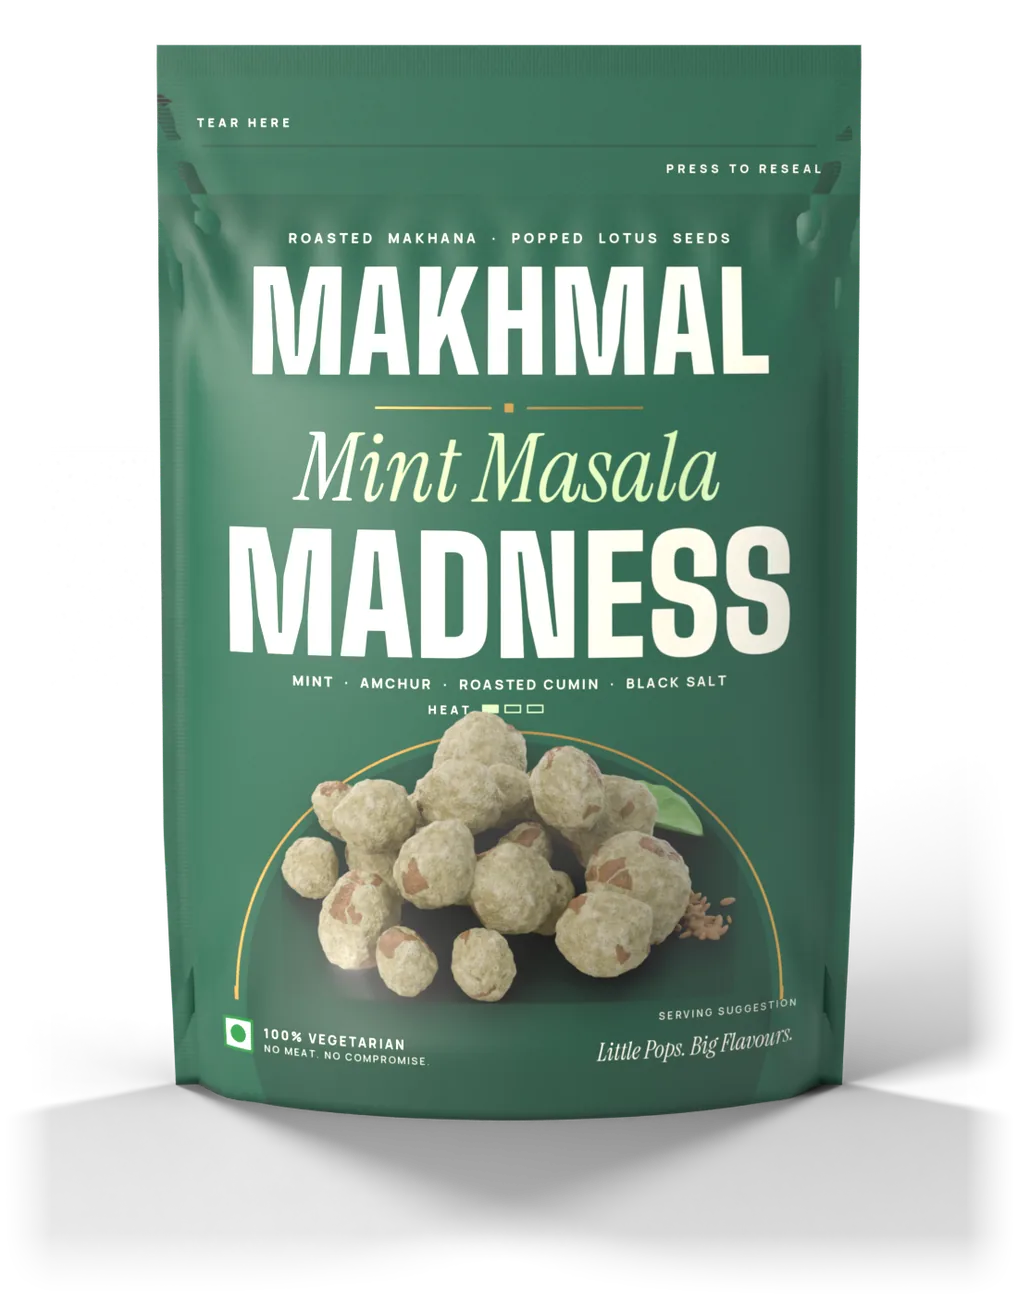 TEAR HERE
PRESS TO RESEAL
ROASTED MAKHANA · POPPED LOTUS SEEDS
MAKHMAL
Mint Masala
MADNESS
MINT · AMCHUR · ROASTED CUMIN · BLACK SALT
HEAT
SERVING SUGGESTION
100% VEGETARIAN
NO MEAT. NO COMPROMISE.
Little Pops. Big Flavours.